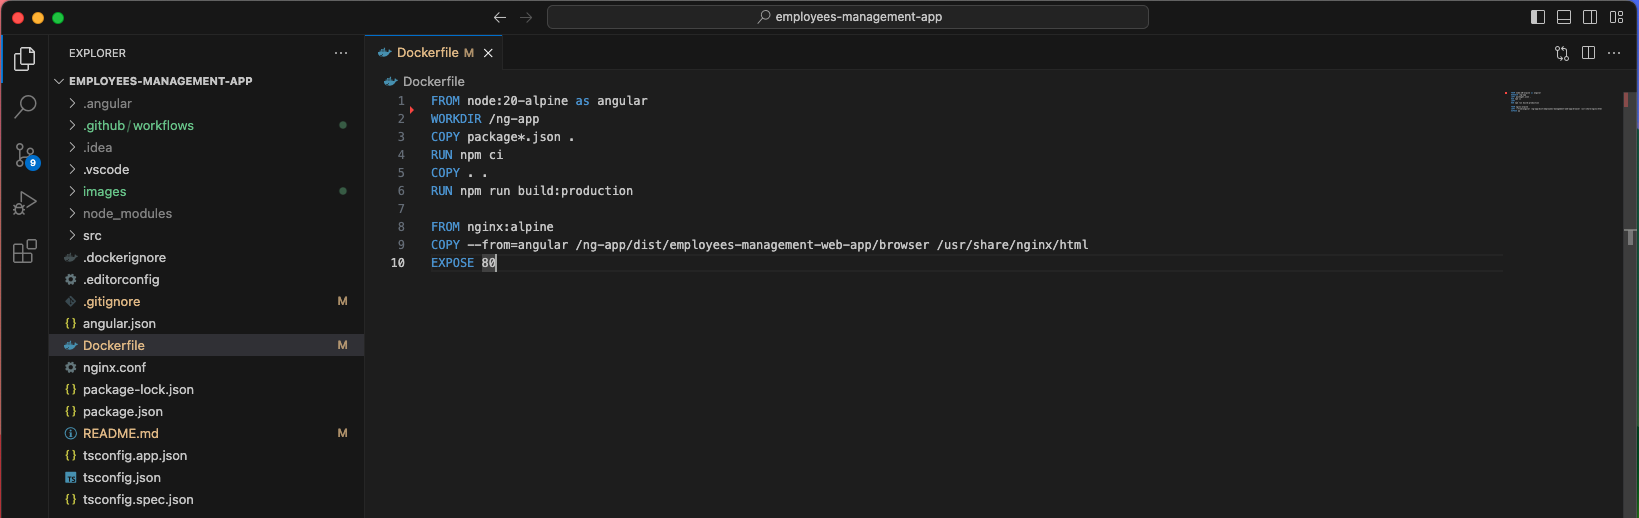 employees-management-app
EXPLORER
EMPLOYEES-MANAGEMENT-APP
.angular
.github/workflows
.idea
.vscode
images
node_modules
src
.dockerignore
.editorconfig
.gitignore M
angular.json
Dockerfile M
nginx.conf
package-lock.json
package.json
README.md M
tsconfig.app.json
tsconfig.json
tsconfig.spec.json
9
Dockerfile M
Dockerfile
1 FROM node:20-alpine as angular
2 WORKDIR /ng-app
3 COPY package*.json .
4 RUN npm ci
5 COPY . .
6 RUN npm run build:production
7
8 FROM nginx:alpine
9 COPY --from=angular /ng-app/dist/employees-management-web-app/browser /usr/share/nginx/html
10 EXPOSE 80